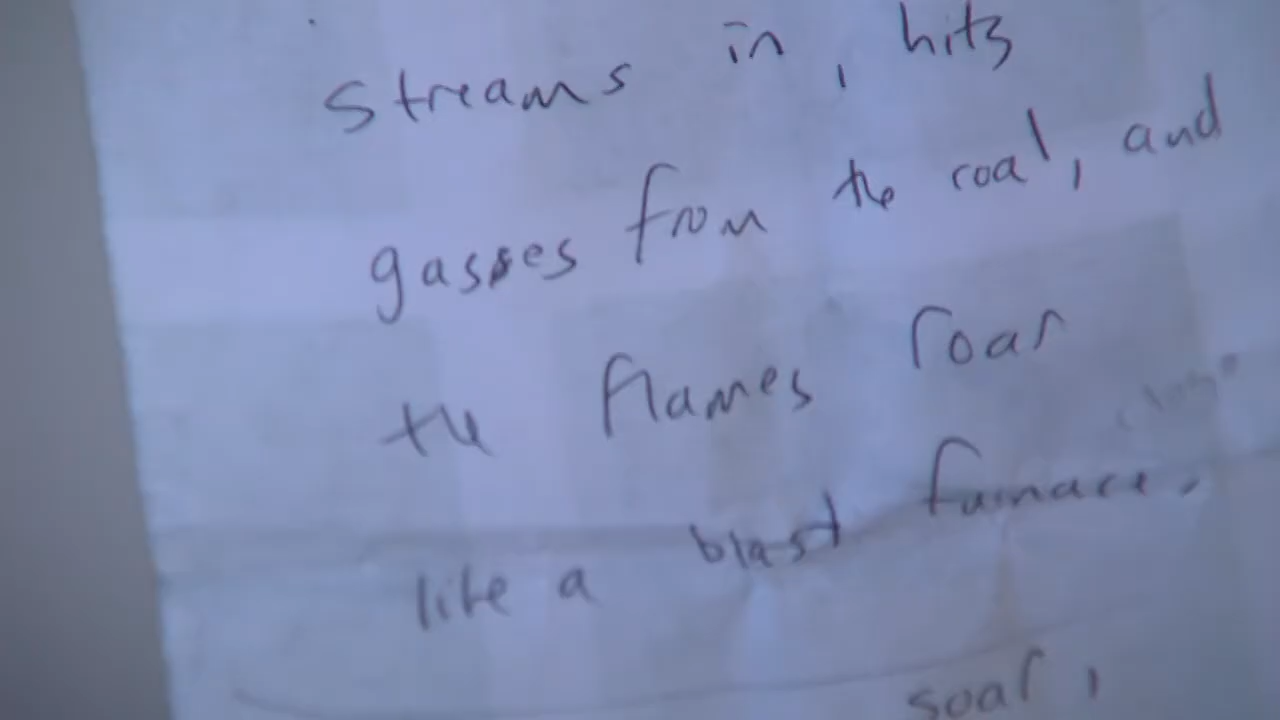 streams in, hits
gasses from the coal, and
the flames roar
like a blast furnace.
soar,